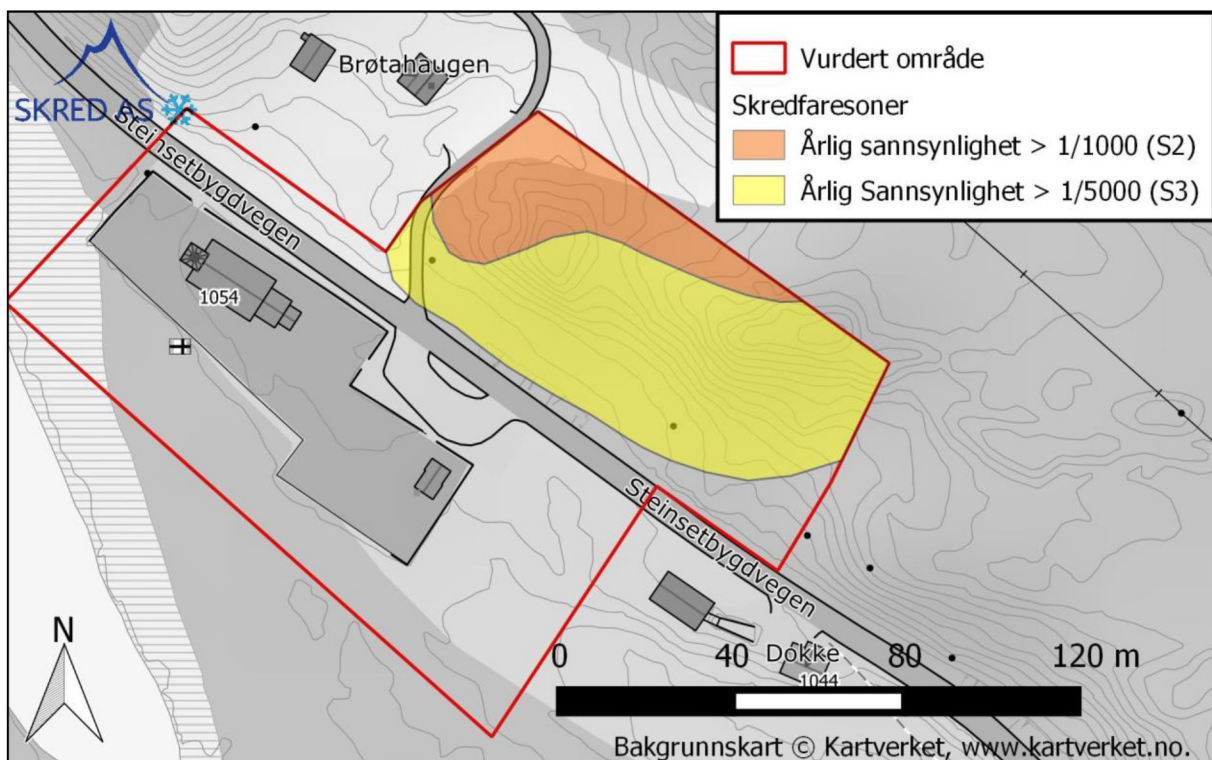 SKRED AS
Brøtahaugen
Vurdert område
Skredfaresoner
Årlig sannsynlighet > 1/1000 (S2)
Årlig Sannsynlighet > 1/5000 (S3)
Steinsetbygdvegen
1054
Steinsetbygdvegen
N
Dokke
1044
0 40 80 120 m
Bakgrunnskart © Kartverket, www.kartverket.no.